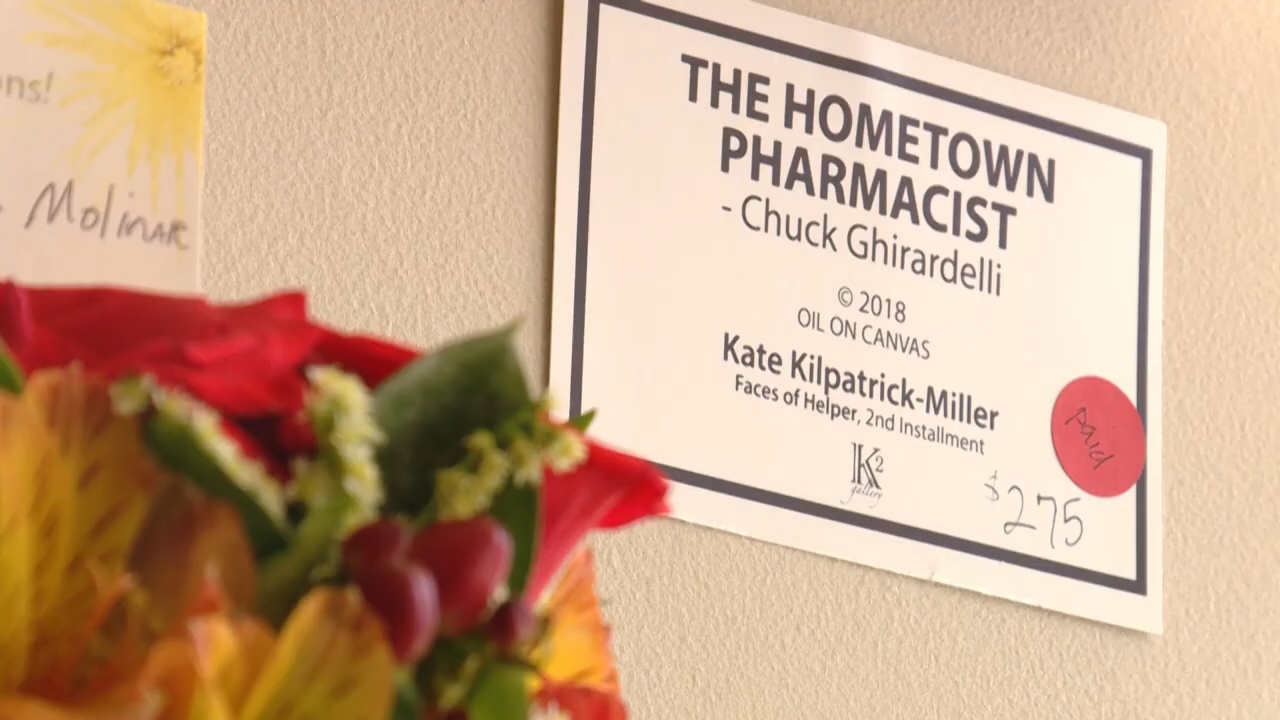 ns!
Molinar
THE HOMETOWN
PHARMACIST
- Chuck Ghirardelli
© 2018
OIL ON CANVAS
Kate Kilpatrick-Miller
Faces of Helper, 2nd Installment
K2
gallery
Paid
$275